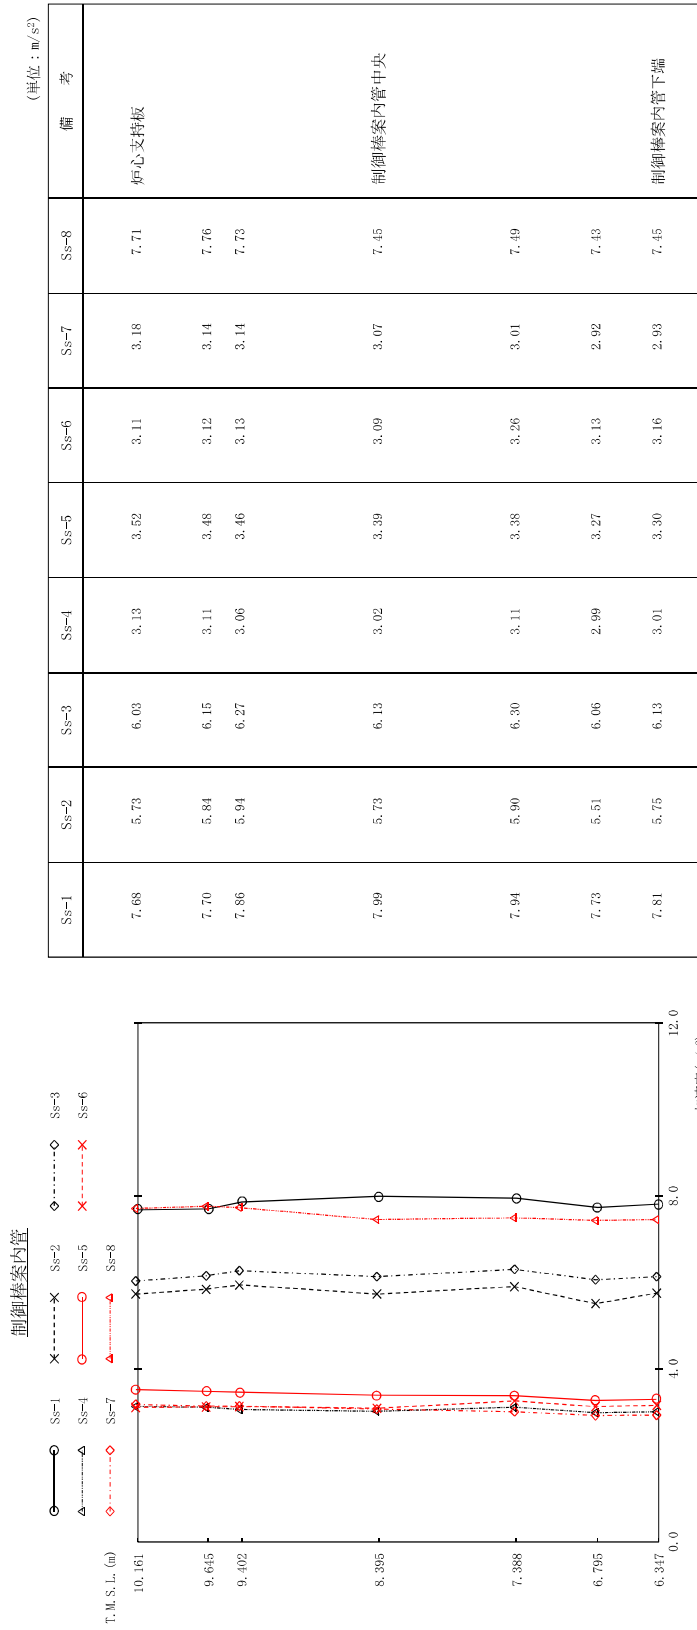 制御棒案内管
Ss-1 Ss-2 Ss-3
Ss-4 Ss-5 Ss-6
Ss-7 Ss-8
T.M.S.L.(m)
10.161
9.645
9.402
8.395
7.388
6.795
6.347
0.0 4.0 8.0 12.0
(単位：m/s²)
Ss-1 Ss-2 Ss-3 Ss-4 Ss-5 Ss-6 Ss-7 Ss-8 備 考
7.68 5.73 6.03 3.13 3.52 3.11 3.18 7.71 炉心支持板
7.70 5.84 6.15 3.11 3.48 3.12 3.14 7.76
7.86 5.94 6.27 3.06 3.46 3.13 3.14 7.73
7.99 5.73 6.13 3.02 3.39 3.09 3.07 7.45 制御棒案内管中央
7.94 5.90 6.30 3.11 3.38 3.26 3.01 7.49
7.73 5.51 6.06 2.99 3.27 3.13 2.92 7.43
7.81 5.75 6.13 3.01 3.30 3.16 2.93 7.45 制御棒案内管下端